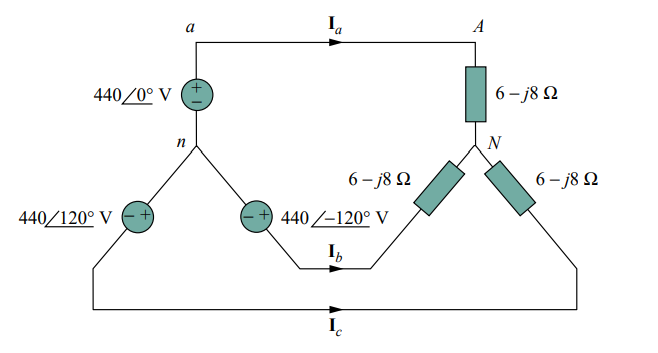 a
I_a
A
440∠0° V
+
−
6 – j8 Ω
n
N
6 – j8 Ω
6 – j8 Ω
440∠120° V
− +
− +
440∠–120° V
I_b
I_c